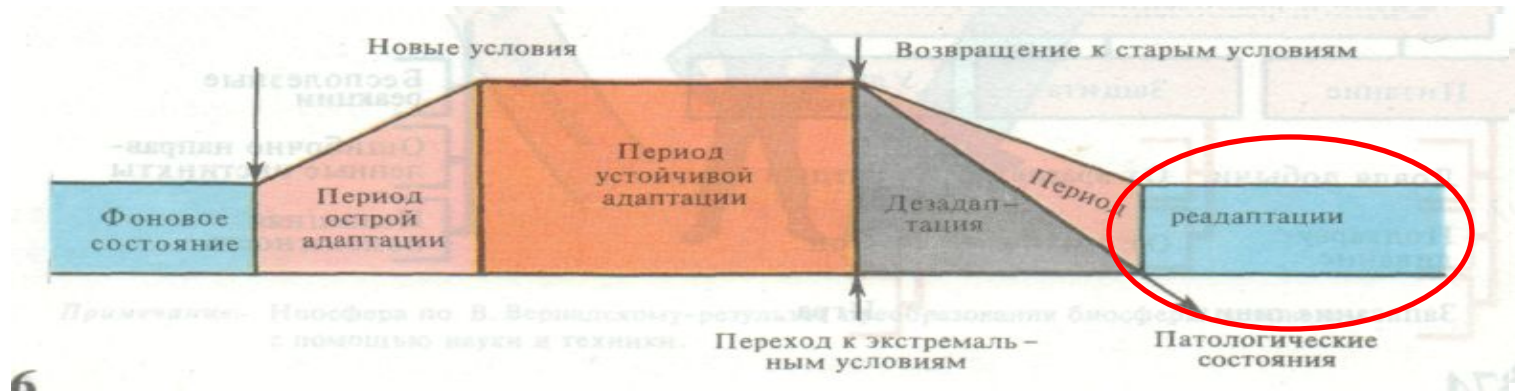 Новые условия
Возвращение к старым условиям
Фоновое
состояние
Период
острой
адаптации
Период
устойчивой
адаптации
Дезадап–
тация
Период
реадаптации
Переход к экстремаль–
ным условиям
Патологические
состояния
6